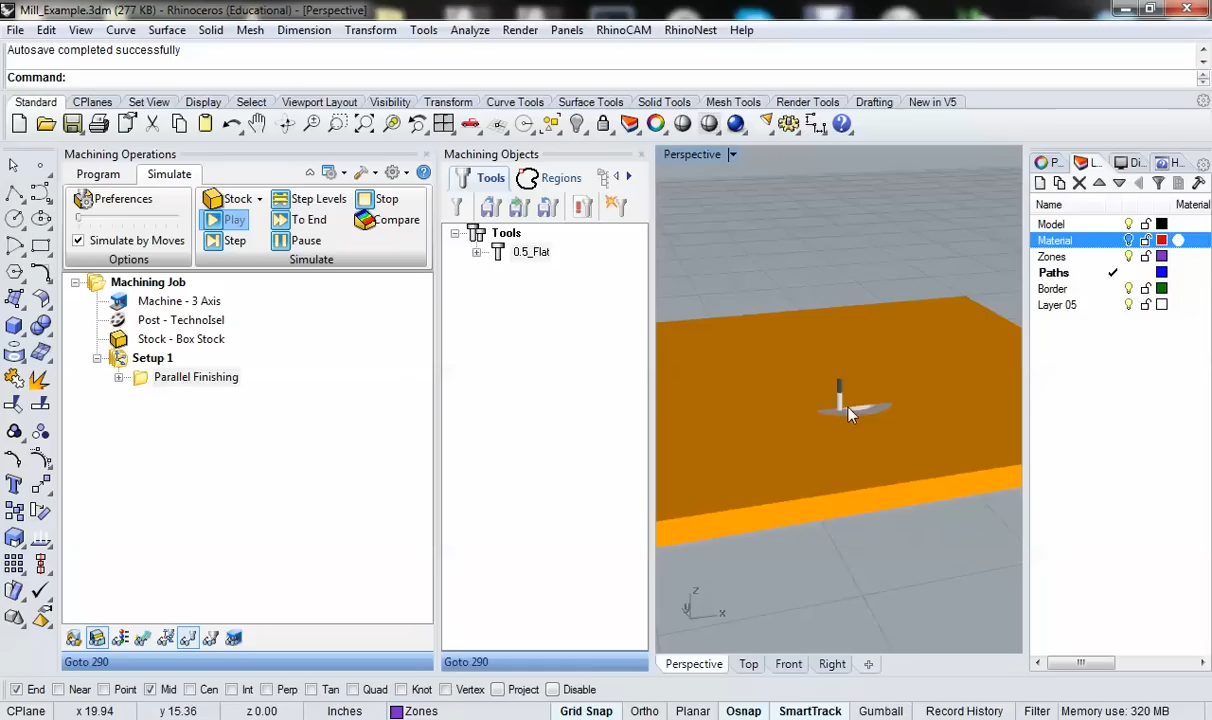 Mill_Example.3dm (277 KB) - Rhinoceros (Educational) - [Perspective]
File Edit View Curve Surface Solid Mesh Dimension Transform Tools Analyze Render Panels RhinoCAM RhinoNest Help
Autosave completed successfully
Command:
Standard CPlanes Set View Display Select Viewport Layout Visibility Transform Curve Tools Surface Tools Solid Tools Mesh Tools Render Tools Drafting New in V5
Machining Operations
Program Simulate
Preferences
Simulate by Moves
Options
Stock Step Levels Stop
Play To End Compare
Step Pause
Simulate
Machining Job
Machine - 3 Axis
Post - TechnoIsel
Stock - Box Stock
Setup 1
Parallel Finishing
Goto 290
Machining Objects
Tools Regions
Tools
0.5_Flat
Goto 290
Perspective
z
y x
Perspective Top Front Right
P... L... Di... H...
Name Material
Model
Material
Zones
Paths
Border
Layer 05
End Near Point Mid Cen Int Perp Tan Quad Knot Vertex Project Disable
CPlane x 19.94 y 15.36 z 0.00 Inches Zones Grid Snap Ortho Planar Osnap SmartTrack Gumball Record History Filter Memory use: 320 MB